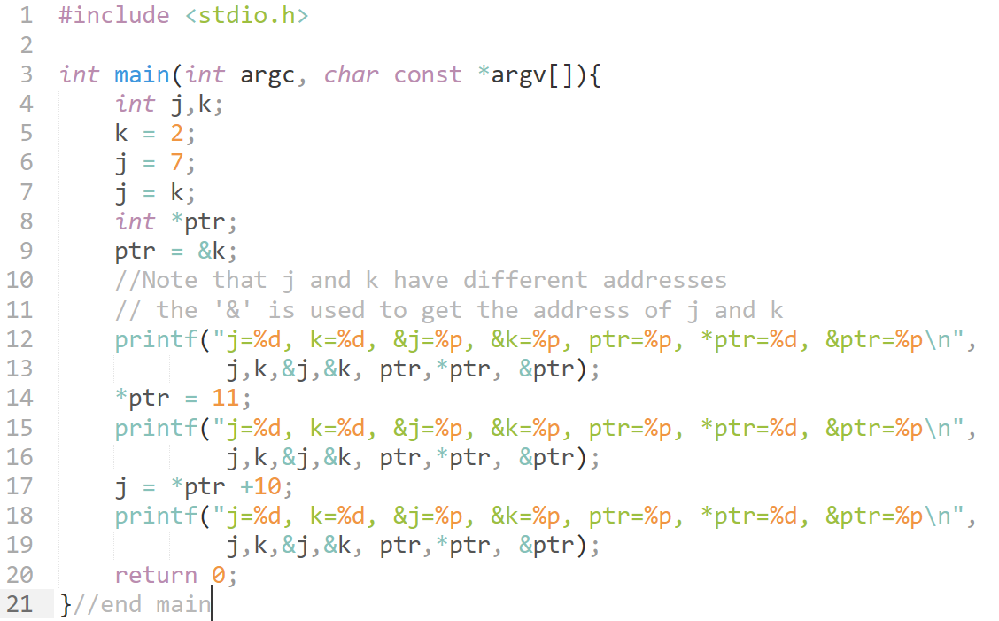 1 #include <stdio.h>
2
3 int main(int argc, char const *argv[]){
4     int j,k;
5     k = 2;
6     j = 7;
7     j = k;
8     int *ptr;
9     ptr = &k;
10     //Note that j and k have different addresses
11     // the '&' is used to get the address of j and k
12     printf("j=%d, k=%d, &j=%p, &k=%p, ptr=%p, *ptr=%d, &ptr=%p\n",
13             j,k,&j,&k, ptr,*ptr, &ptr);
14     *ptr = 11;
15     printf("j=%d, k=%d, &j=%p, &k=%p, ptr=%p, *ptr=%d, &ptr=%p\n",
16             j,k,&j,&k, ptr,*ptr, &ptr);
17     j = *ptr +10;
18     printf("j=%d, k=%d, &j=%p, &k=%p, ptr=%p, *ptr=%d, &ptr=%p\n",
19             j,k,&j,&k, ptr,*ptr, &ptr);
20     return 0;
21 }//end main